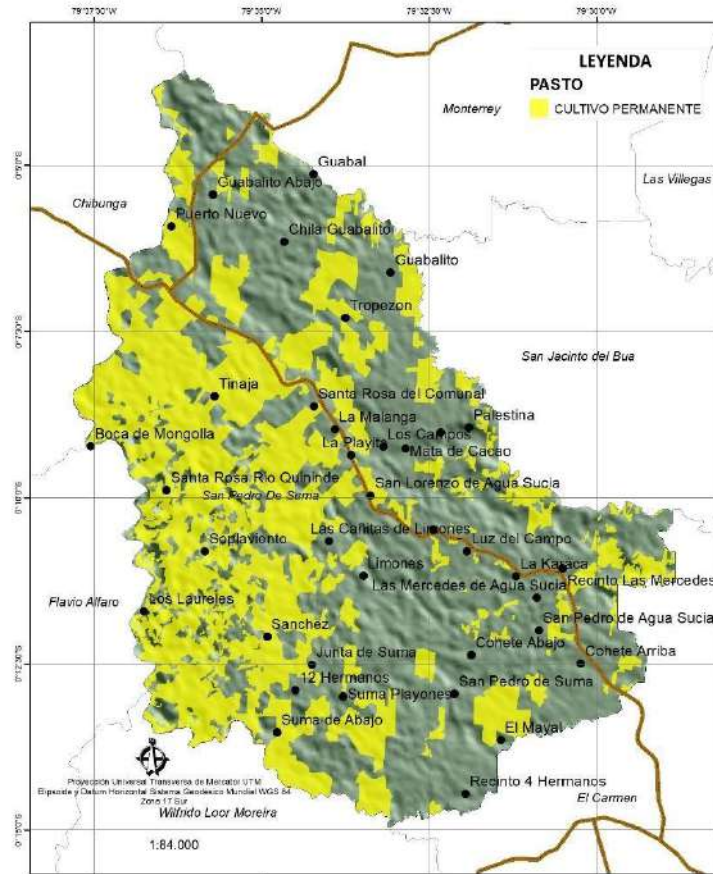 79°37'30"W 79°35'0"W 79°32'30"W 79°30'0"W
LEYENDA
PASTO
CULTIVO PERMANENTE
Monterrey
Guabal
Las Villegas
Guabalito Abajo
Chibunga
Puerto Nuevo
Chila Guabalito
Guabalito
Tropezon
0°7'30"S
0°7'30"S
San Jacinto del Bua
Tinaja
Santa Rosa del Comunal
La Malanga
Palestina
Los Campos
La Playita
Boca de Mongolla
Mata de Cacao
Santa Rosa Rio Quininde
San Lorenzo de Agua Sucia
San Pedro De Suma
Las Cañitas de Limones
Soplaviento
Luz del Campo
Limones
La Karaca
Las Mercedes de Agua Sucia
Recinto Las Mercedes
Flavio Alfaro
Los Laureles
San Pedro de Agua Sucia
Sanchez
Cohete Abajo
Cohete Arriba
Junta de Suma
12 Hermanos
San Pedro de Suma
Suma Playones
Suma de Abajo
El Mayal
Proyección Universal Transversa de Mercator UTM
Elipsoide y Datum Horizontal Sistema Geodesico Mundial WGS 84
Zona 17 Sur
Recinto 4 Hermanos
El Carmen
Wilfrido Loor Moreira
1:84.000